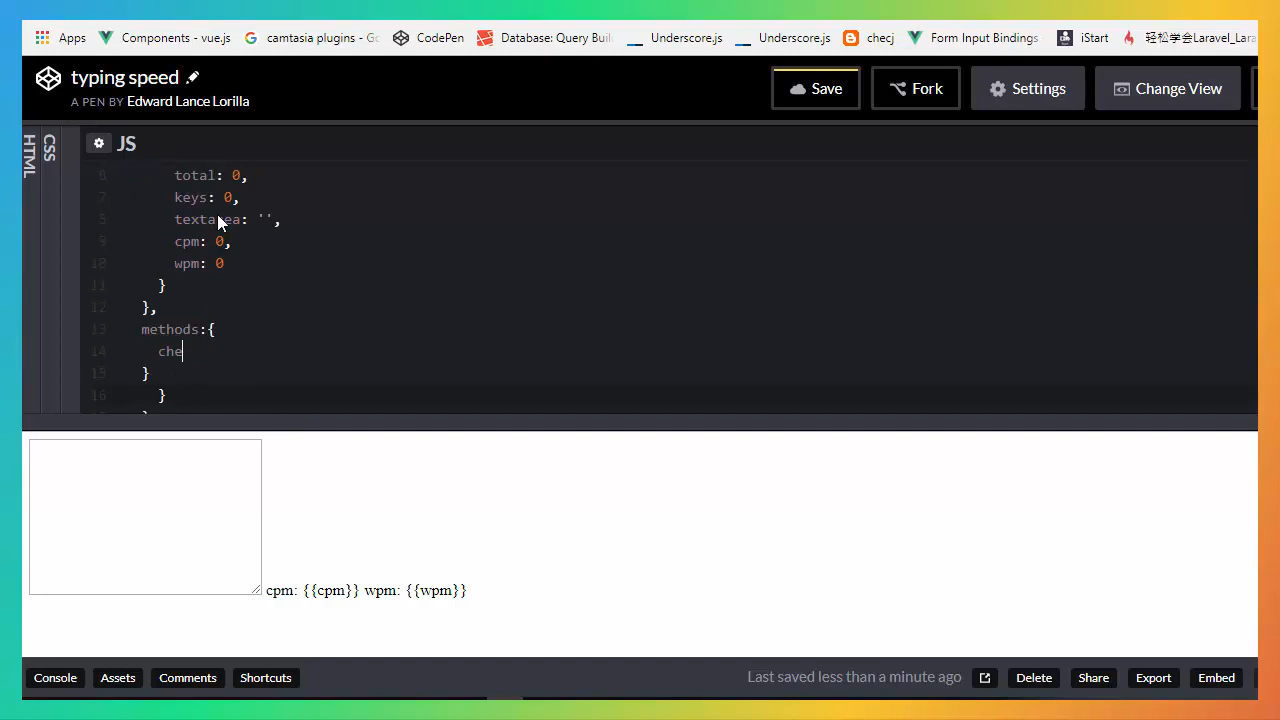 Apps Components - vue.js camtasia plugins - Go CodePen Database: Query Buil Underscore.js Underscore.js checj Form Input Bindings iStart 轻松学会Laravel_Lara
typing speed
A PEN BY Edward Lance Lorilla
Save Fork Settings Change View
HTML
CSS
JS
6 total: 0,
7 keys: 0,
8 textarea: '',
9 cpm: 0,
10 wpm: 0
11 }
12 },
13 methods:{
14 che
15 }
16 }
cpm: {{cpm}} wpm: {{wpm}}
Console Assets Comments Shortcuts Last saved less than a minute ago Delete Share Export Embed